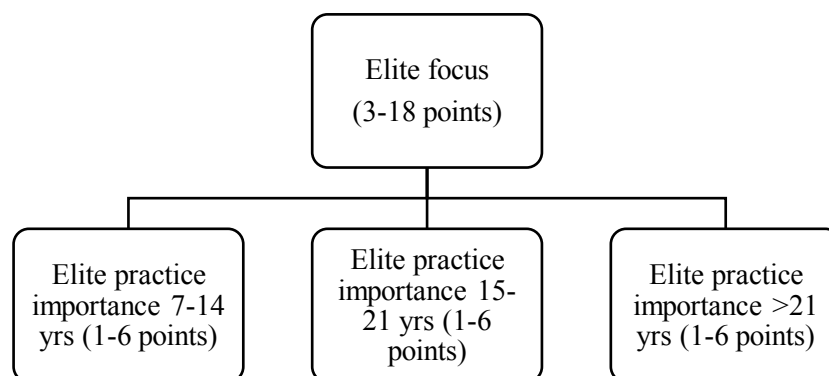 Elite focus
(3-18 points)
Elite practice
importance 7-14
yrs (1-6 points)
Elite practice
importance 15-
21 yrs (1-6
points)
Elite practice
importance >21
yrs (1-6 points)